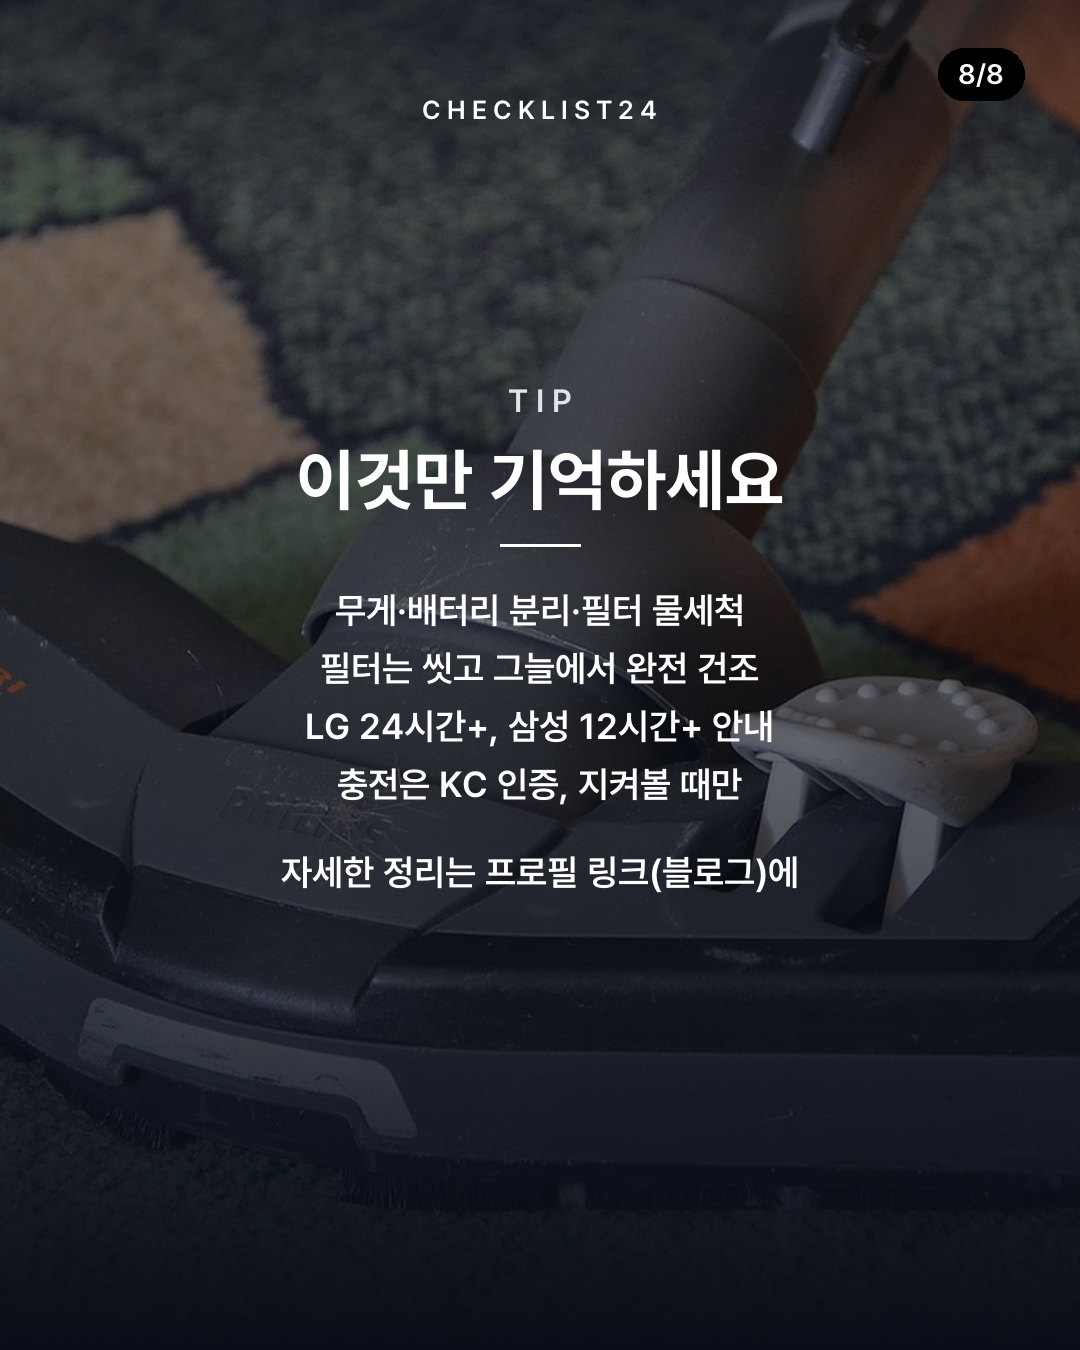 8/8
CHECKLIST24
TIP
이것만 기억하세요
무게·배터리 분리·필터 물세척
필터는 씻고 그늘에서 완전 건조
LG 24시간+, 삼성 12시간+ 안내
충전은 KC 인증, 지켜볼 때만
자세한 정리는 프로필 링크(블로그)에
PHILIPS